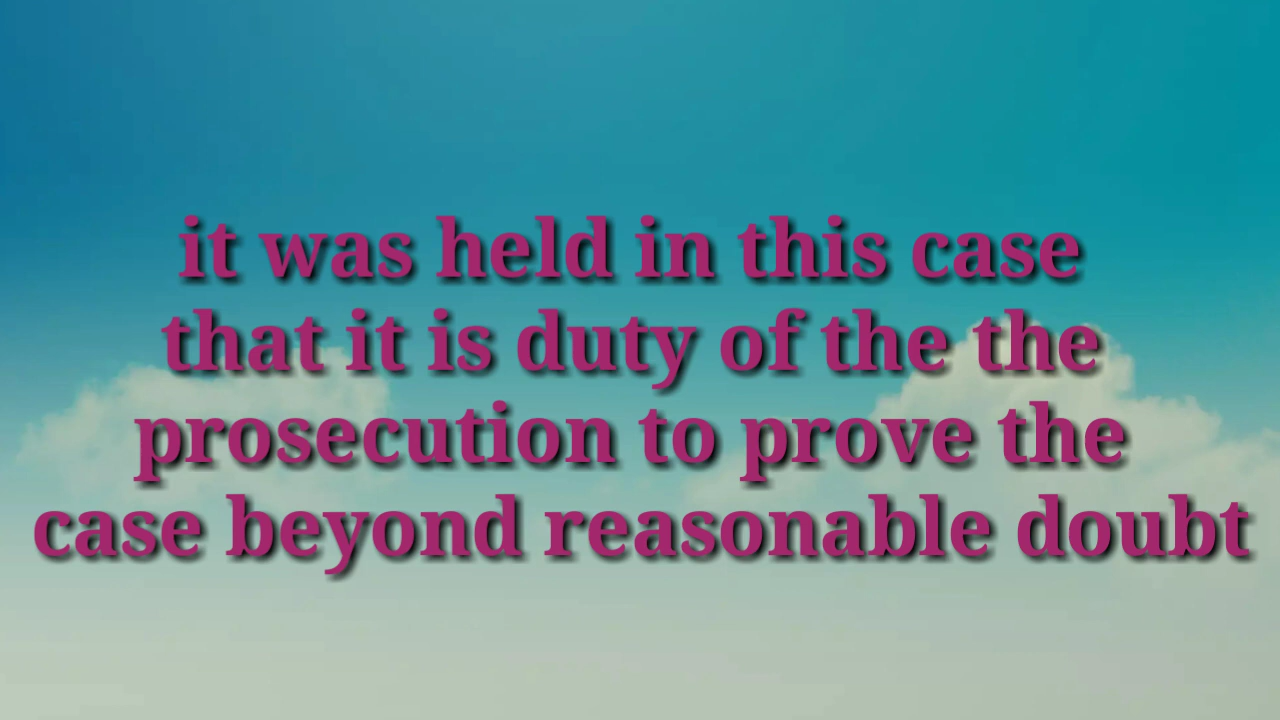 it was held in this case
that it is duty of the the
prosecution to prove the
case beyond reasonable doubt